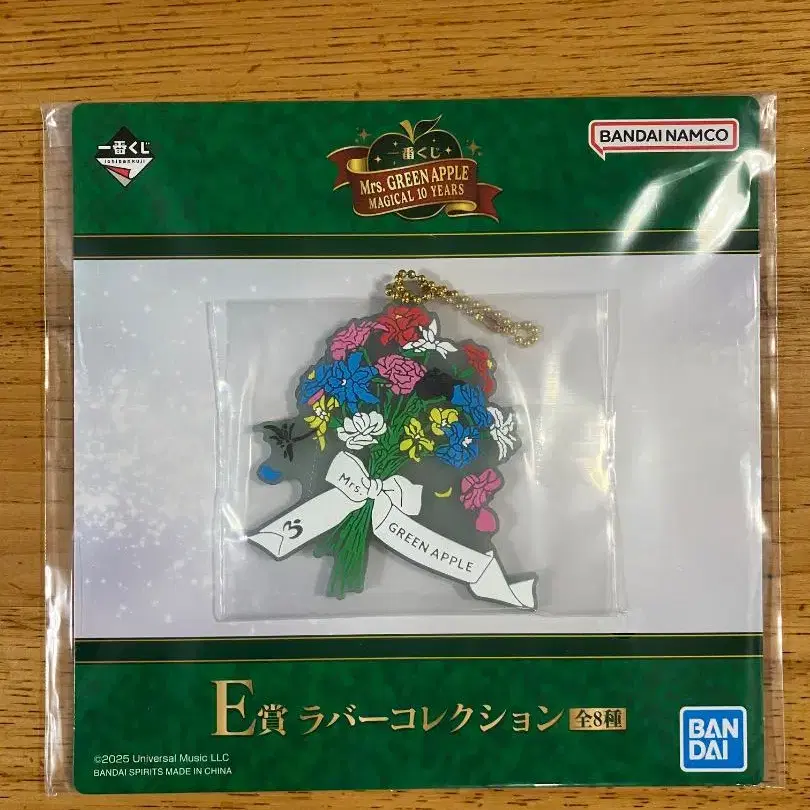 一番くじ
ichibankuji
一番くじ
Mrs. GREEN APPLE
MAGICAL 10 YEARS
BANDAI NAMCO
Mrs.
GREEN APPLE
E賞 ラバーコレクション 全8種
©2025 Universal Music LLC
BANDAI SPIRITS MADE IN CHINA
BAN
DAI